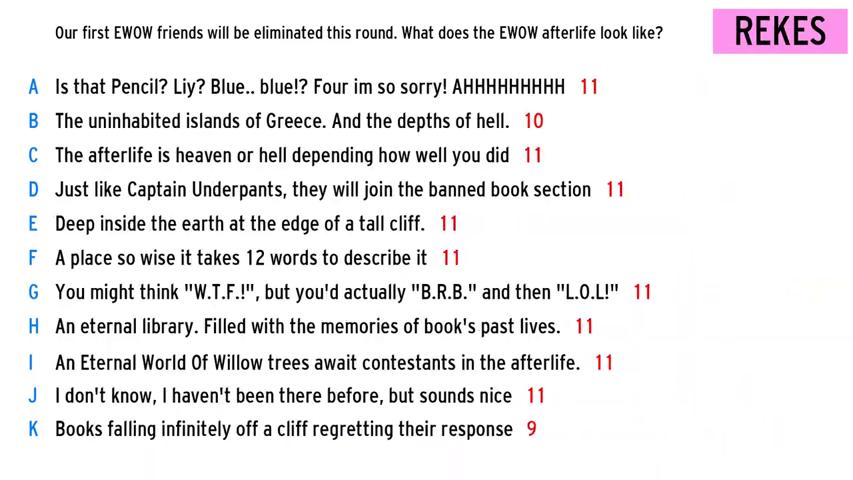 Our first EWOW friends will be eliminated this round. What does the EWOW afterlife look like?
REKES
A Is that Pencil? Liy? Blue.. blue!? Four im so sorry! AHHHHHHHHH 11
B The uninhabited islands of Greece. And the depths of hell. 10
C The afterlife is heaven or hell depending how well you did 11
D Just like Captain Underpants, they will join the banned book section 11
E Deep inside the earth at the edge of a tall cliff. 11
F A place so wise it takes 12 words to describe it 11
G You might think "W.T.F.!", but you'd actually "B.R.B." and then "L.O.L!" 11
H An eternal library. Filled with the memories of book's past lives. 11
I An Eternal World Of Willow trees await contestants in the afterlife. 11
J I don't know, I haven't been there before, but sounds nice 11
K Books falling infinitely off a cliff regretting their response 9